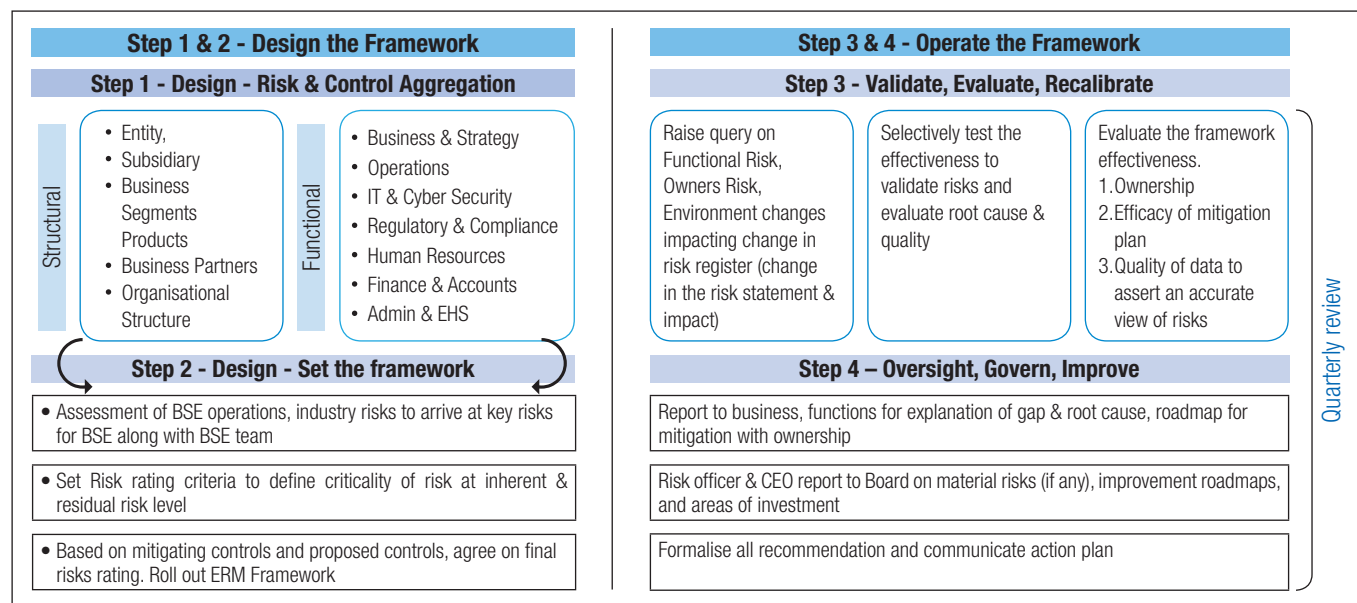 Step 1 & 2 - Design the Framework
Step 1 - Design - Risk & Control Aggregation
Structural
• Entity,
• Subsidiary
• Business
Segments
Products
• Business Partners
• Organisational
Structure
Functional
• Business & Strategy
• Operations
• IT & Cyber Security
• Regulatory & Compliance
• Human Resources
• Finance & Accounts
• Admin & EHS
Step 2 - Design - Set the framework
• Assessment of BSE operations, industry risks to arrive at key risks
for BSE along with BSE team
• Set Risk rating criteria to define criticality of risk at inherent &
residual risk level
• Based on mitigating controls and proposed controls, agree on final
risks rating. Roll out ERM Framework
Step 3 & 4 - Operate the Framework
Step 3 - Validate, Evaluate, Recalibrate
Raise query on
Functional Risk,
Owners Risk,
Environment changes
impacting change in
risk register (change
in the risk statement &
impact)
Selectively test the
effectiveness to
validate risks and
evaluate root cause &
quality
Evaluate the framework
effectiveness.
1.Ownership
2.Efficacy of mitigation
plan
3.Quality of data to
assert an accurate
view of risks
Step 4 – Oversight, Govern, Improve
Report to business, functions for explanation of gap & root cause, roadmap for
mitigation with ownership
Risk officer & CEO report to Board on material risks (if any), improvement roadmaps,
and areas of investment
Formalise all recommendation and communicate action plan
Quarterly review